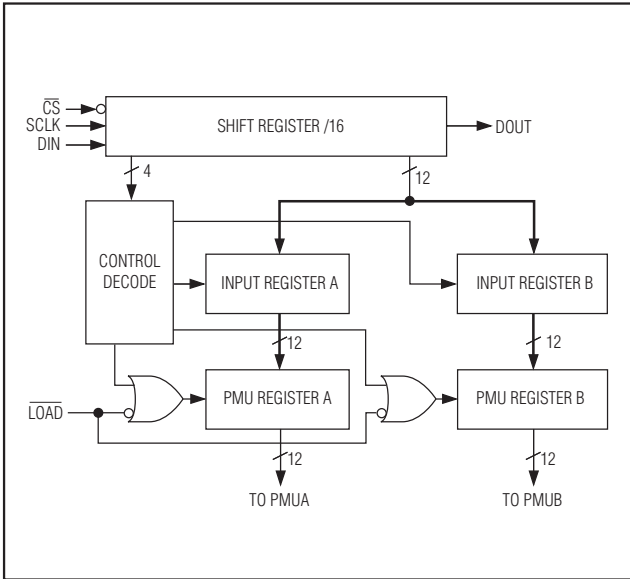 CS
SCLK
DIN
SHIFT REGISTER /16
DOUT
4
12
CONTROL
DECODE
INPUT REGISTER A
INPUT REGISTER B
12
12
LOAD
PMU REGISTER A
PMU REGISTER B
12
12
TO PMUA
TO PMUB